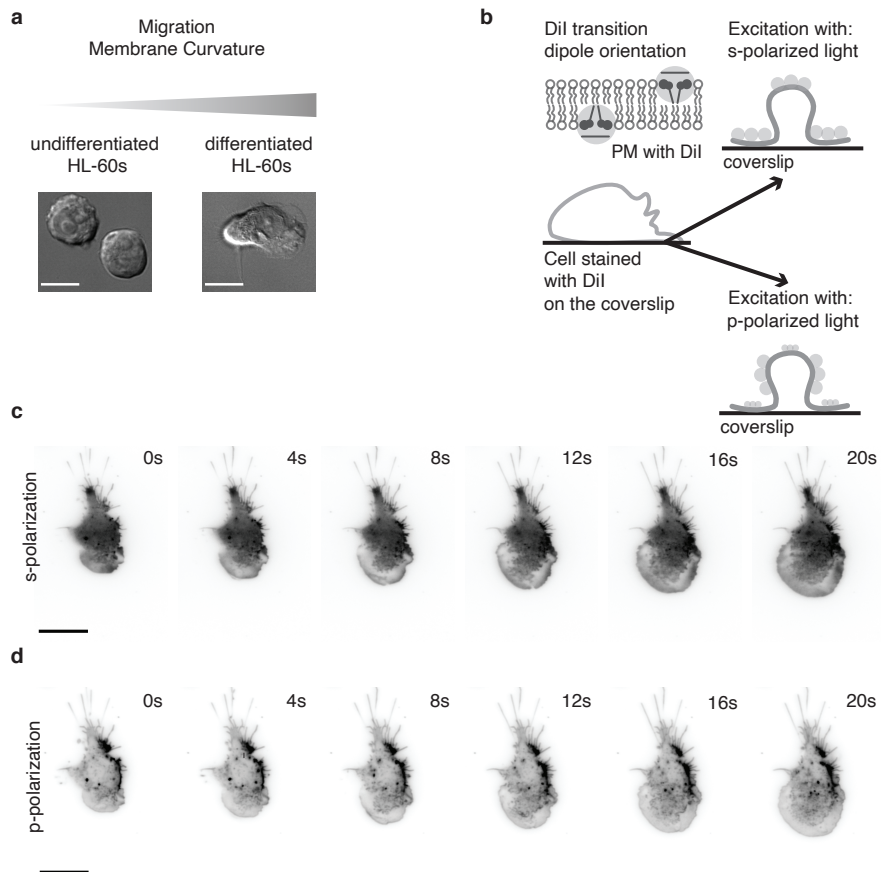 a
Migration
Membrane Curvature
undifferentiated
HL-60s
differentiated
HL-60s
b
DiI transition
dipole orientation
PM with DiI
Excitation with:
s-polarized light
coverslip
Cell stained
with DiI
on the coverslip
Excitation with:
p-polarized light
coverslip
c
s-polarization
0s
4s
8s
12s
16s
20s
d
p-polarization
0s
4s
8s
12s
16s
20s